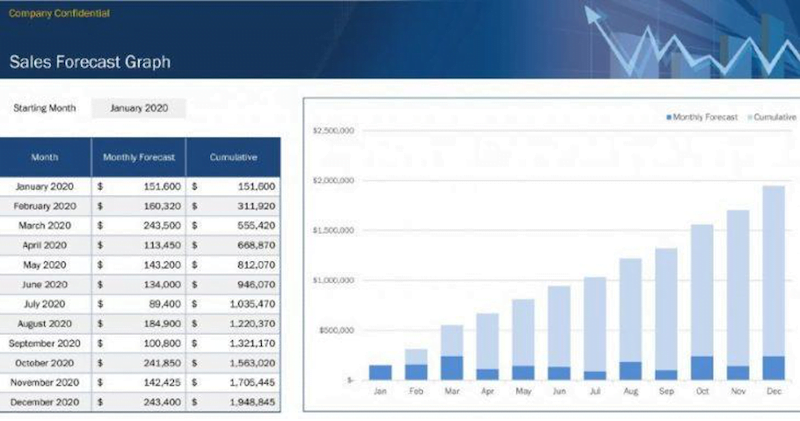 Company Confidential
Sales Forecast Graph
Starting Month January 2020
Month Monthly Forecast Cumulative
January 2020 $ 151,600 $ 151,600
February 2020 $ 160,320 $ 311,920
March 2020 $ 243,500 $ 555,420
April 2020 $ 113,450 $ 668,870
May 2020 $ 143,200 $ 812,070
June 2020 $ 134,000 $ 946,070
July 2020 $ 89,400 $ 1,035,470
August 2020 $ 184,900 $ 1,220,370
September 2020 $ 100,800 $ 1,321,170
October 2020 $ 241,850 $ 1,563,020
November 2020 $ 142,425 $ 1,705,445
December 2020 $ 243,400 $ 1,948,845
Monthly Forecast Cumulative
$2,500,000
$2,000,000
$1,500,000
$1,000,000
$500,000
$-
Jan Feb Mar Apr May Jun Jul Aug Sep Oct Nov Dec